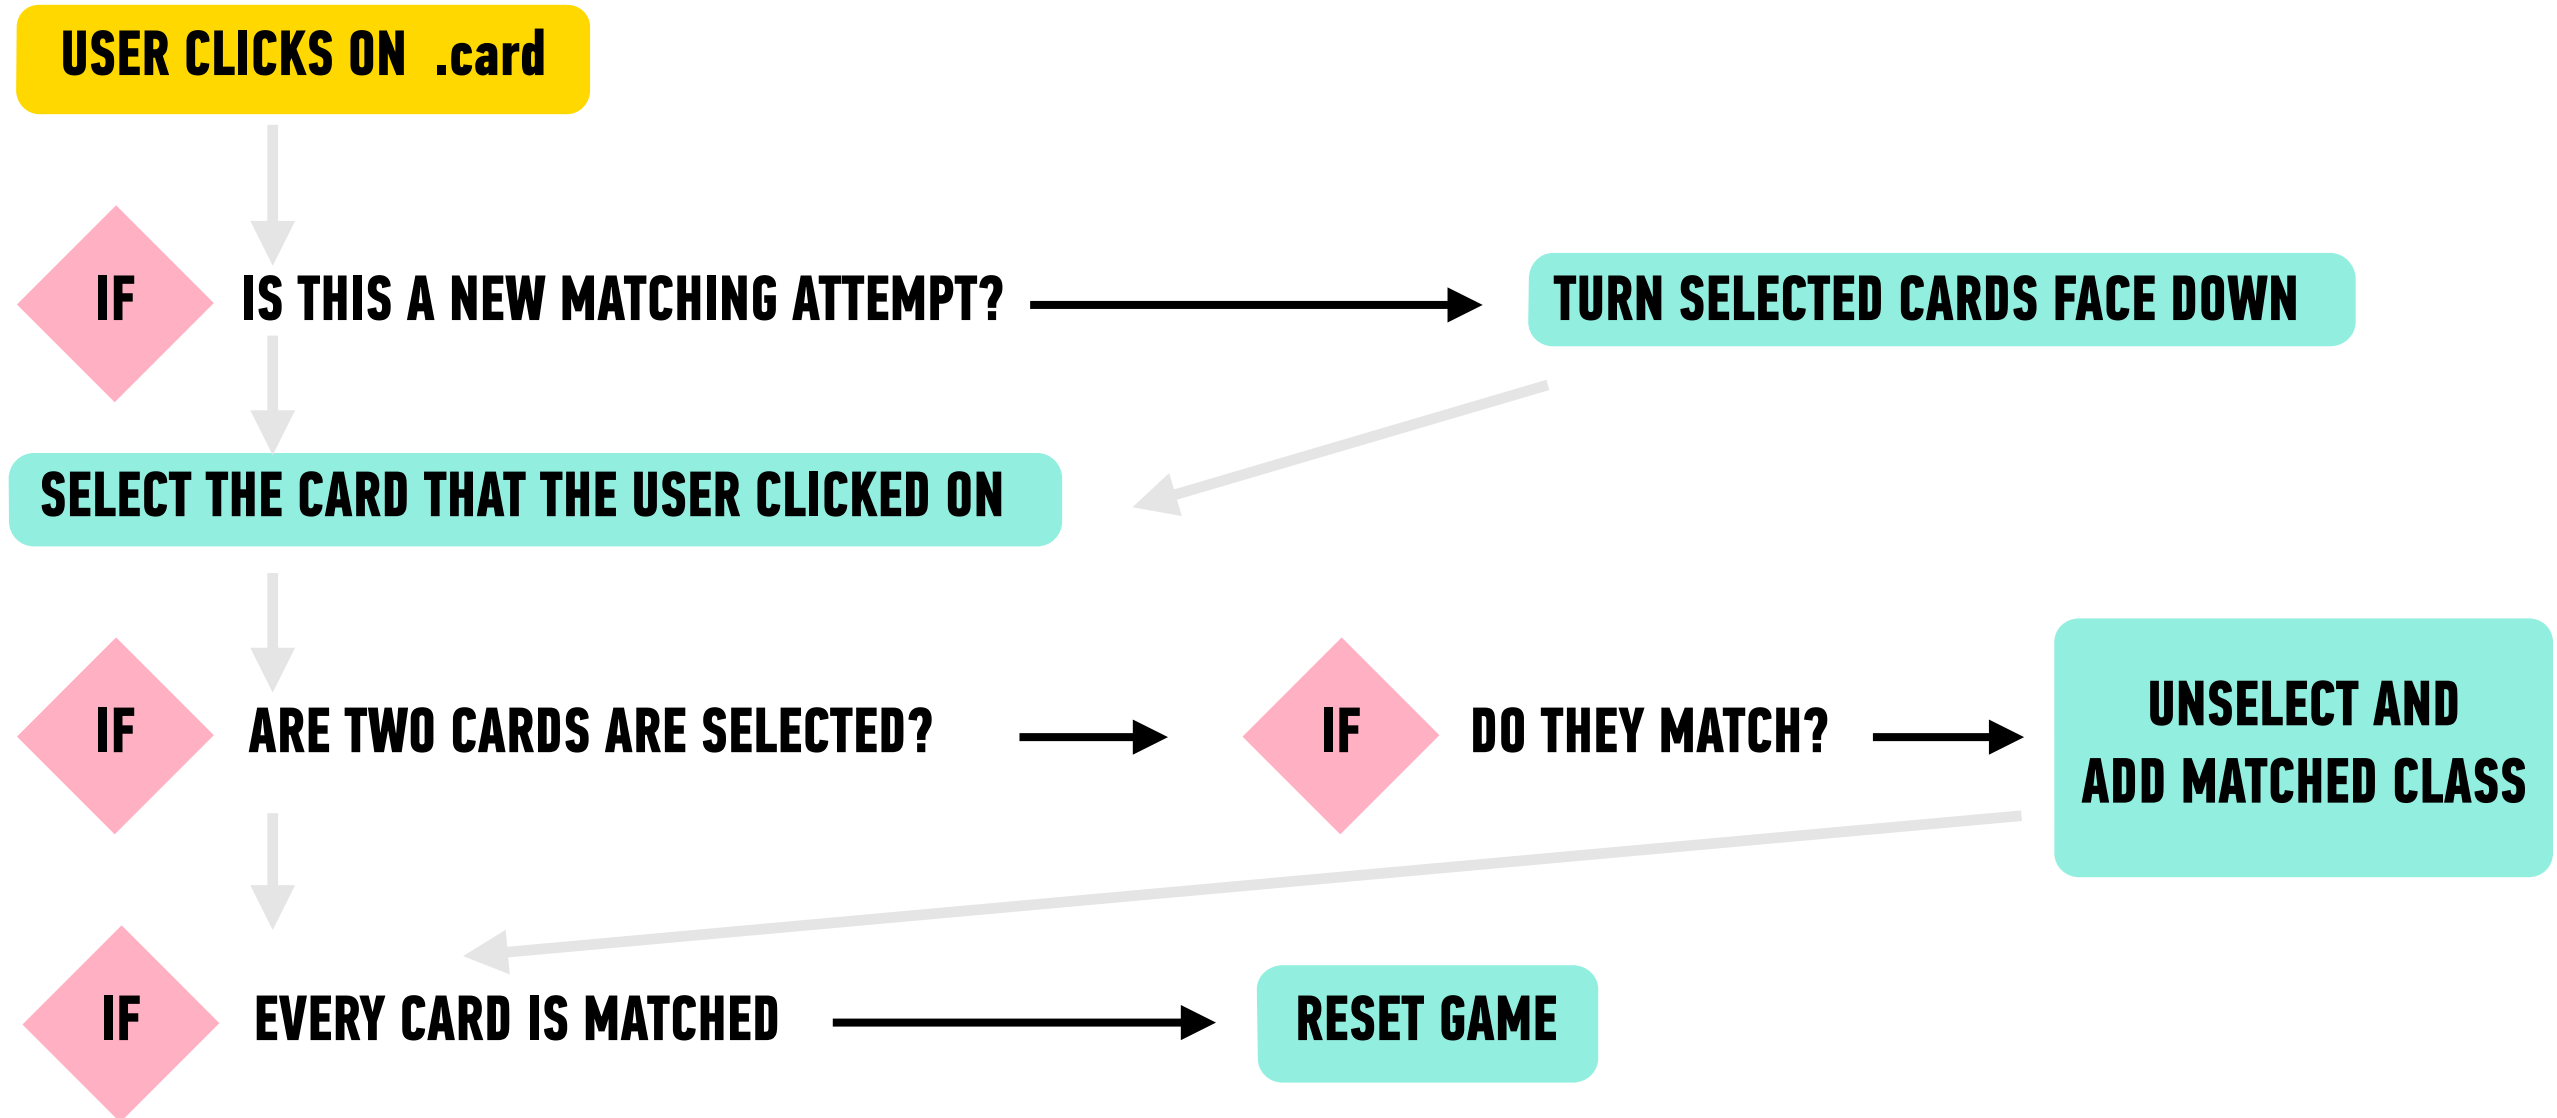 USER CLICKS ON .card
IF IS THIS A NEW MATCHING ATTEMPT? TURN SELECTED CARDS FACE DOWN
SELECT THE CARD THAT THE USER CLICKED ON
IF ARE TWO CARDS ARE SELECTED? IF DO THEY MATCH? UNSELECT AND
ADD MATCHED CLASS
IF EVERY CARD IS MATCHED RESET GAME